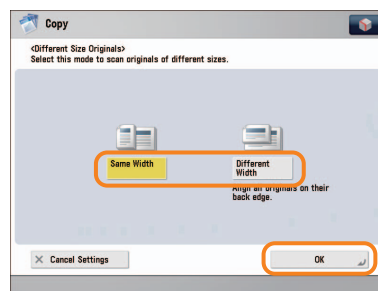 Copy
<Different Size Originals>
Select this mode to scan originals of different sizes.
Same Width
Different
Width
Align all originals on their
back edge.
Cancel Settings
OK